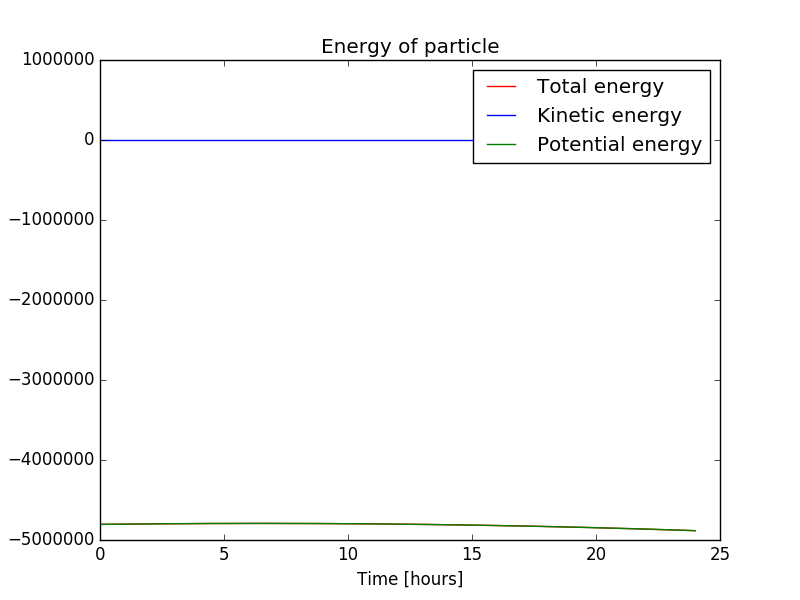 Energy of particle
1000000
0
−1000000
−2000000
−3000000
−4000000
−5000000
Total energy
Kinetic energy
Potential energy
0 5 10 15 20 25
Time [hours]